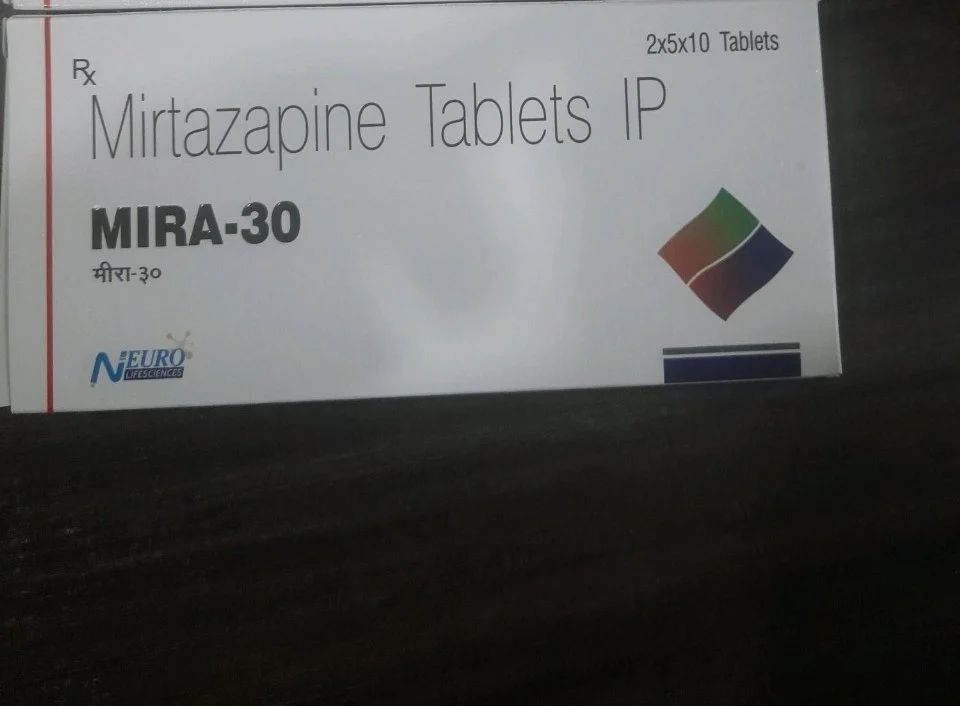 2x5x10 Tablets
Rx
Mirtazapine Tablets IP
MIRA-30
मीरा-३०
NEURO
LIFESCIENCES